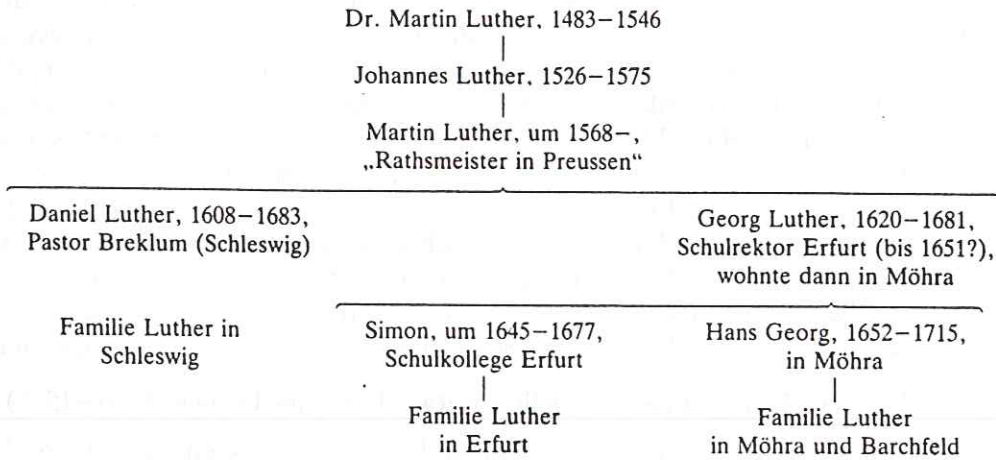 Dr. Martin Luther, 1483–1546
Johannes Luther, 1526–1575
Martin Luther, um 1568–,
„Rathsmeister in Preussen“
Daniel Luther, 1608–1683,
Pastor Breklum (Schleswig)
Georg Luther, 1620–1681,
Schulrektor Erfurt (bis 1651?),
wohnte dann in Möhra
Familie Luther in
Schleswig
Simon, um 1645–1677,
Schulkollege Erfurt
Hans Georg, 1652–1715,
in Möhra
Familie Luther
in Erfurt
Familie Luther
in Möhra und Barchfeld